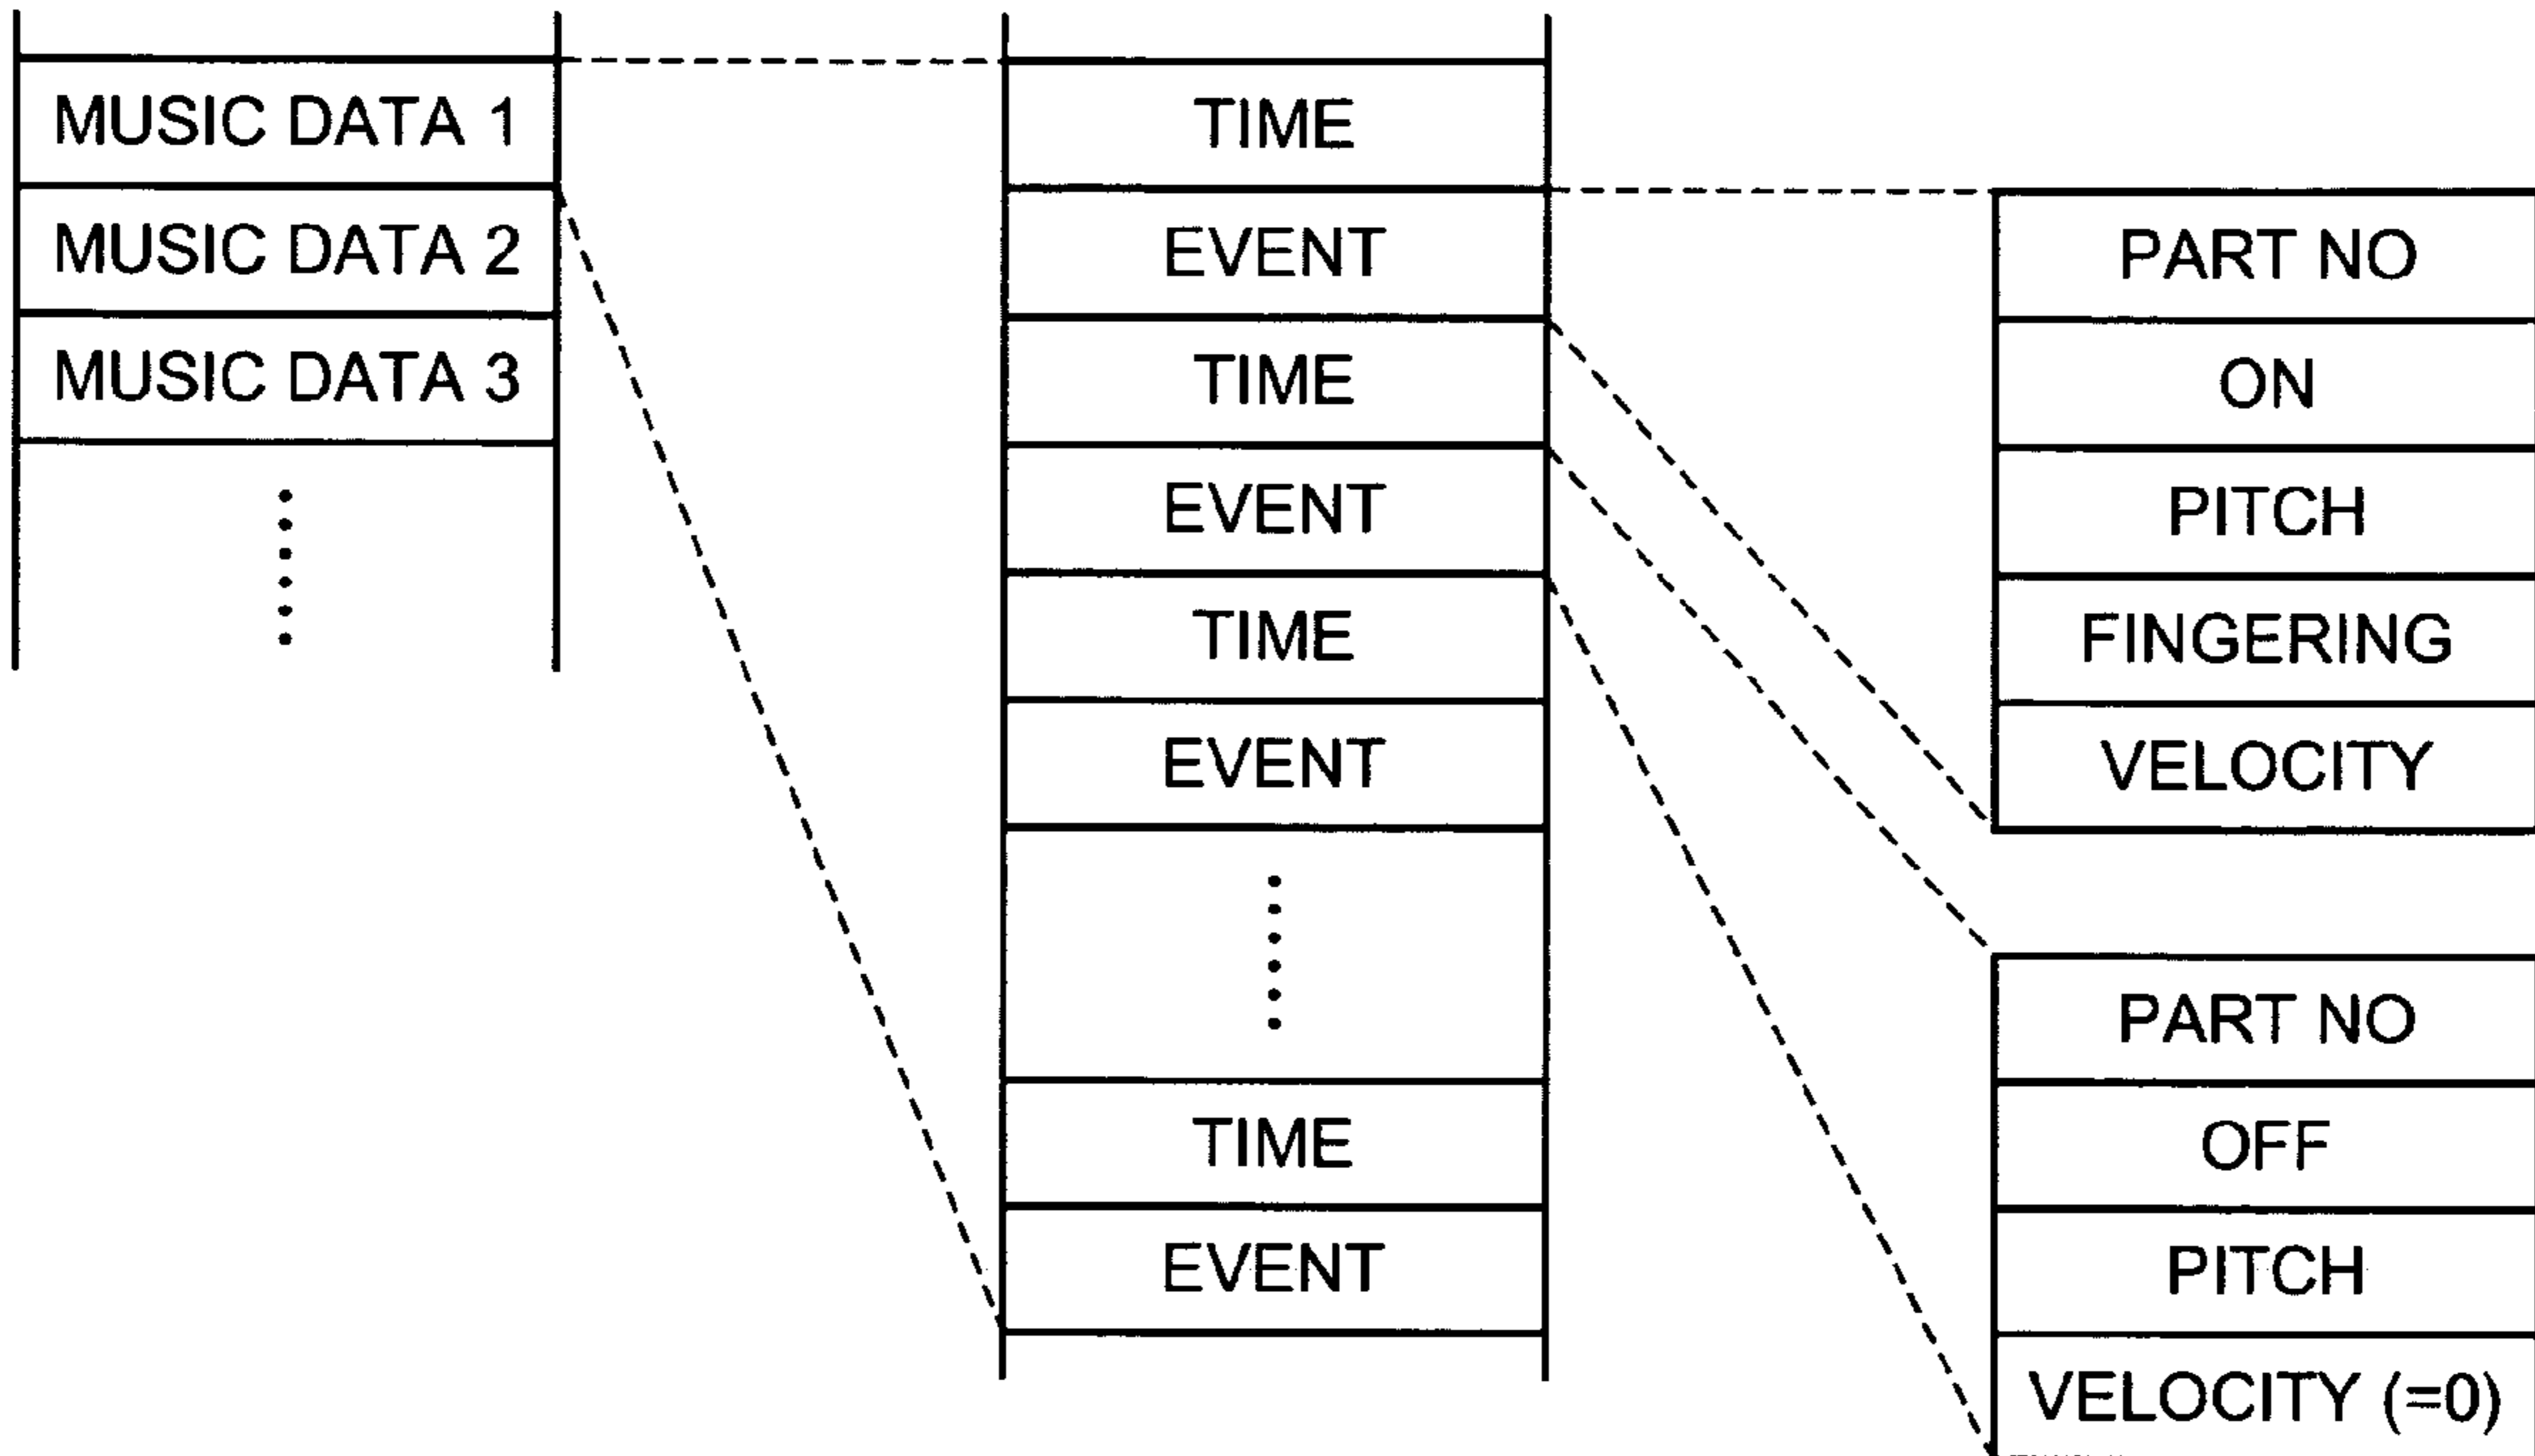 MUSIC DATA 1
MUSIC DATA 2
MUSIC DATA 3
TIME
EVENT
TIME
EVENT
TIME
EVENT
TIME
EVENT
PART NO
ON
PITCH
FINGERING
VELOCITY
PART NO
OFF
PITCH
VELOCITY (=0)